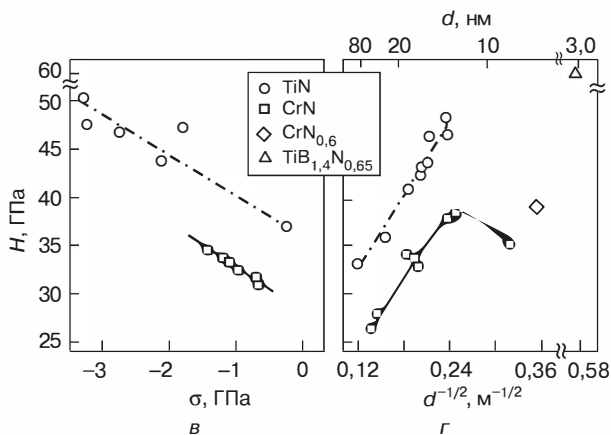 d, нм
80 20 10 3,0
60
50
45
40
35
30
25
H, ГПа
TiN
CrN
CrN0,6
TiB1,4N0,65
−3 −2 −1 0
0,12 0,24 0,36 0,58
σ, ГПа
d−1/2, м−1/2
в
г